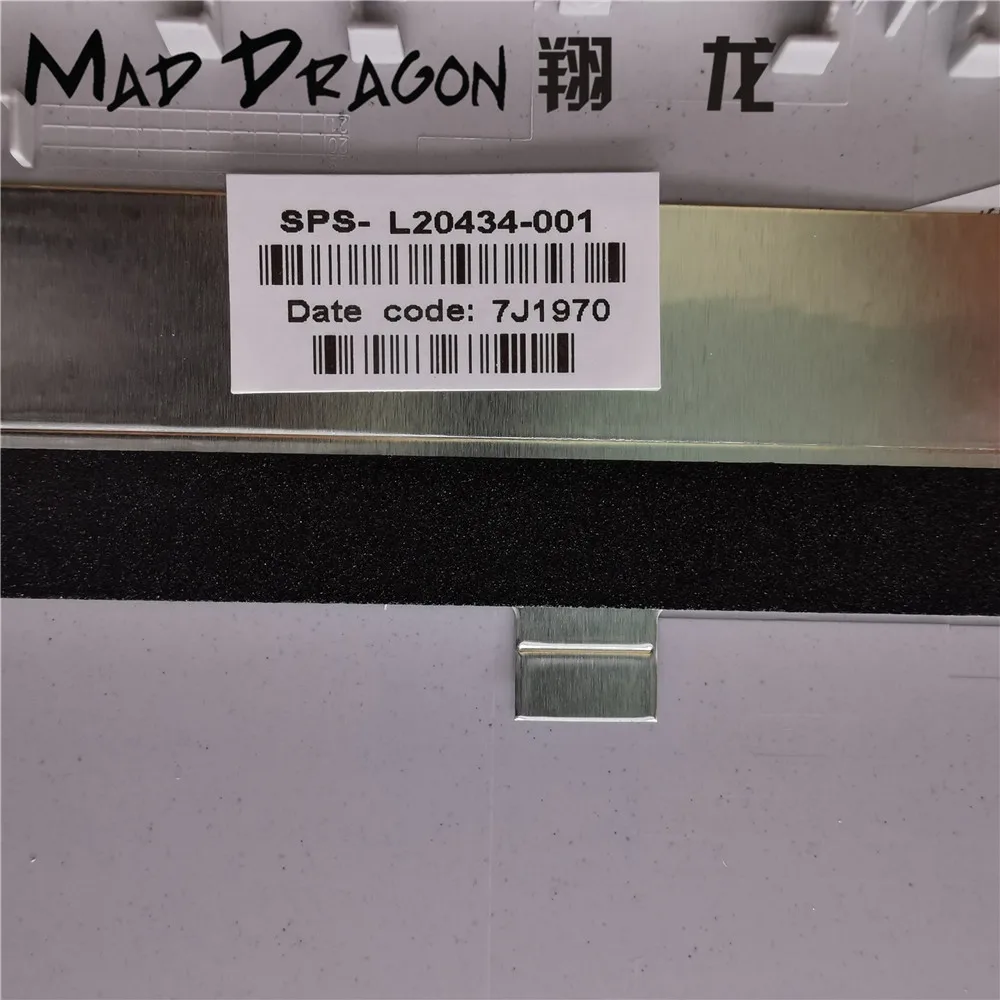 MAD DRAGON 翔 龙
SPS- L20434-001
Date code: 7J1970